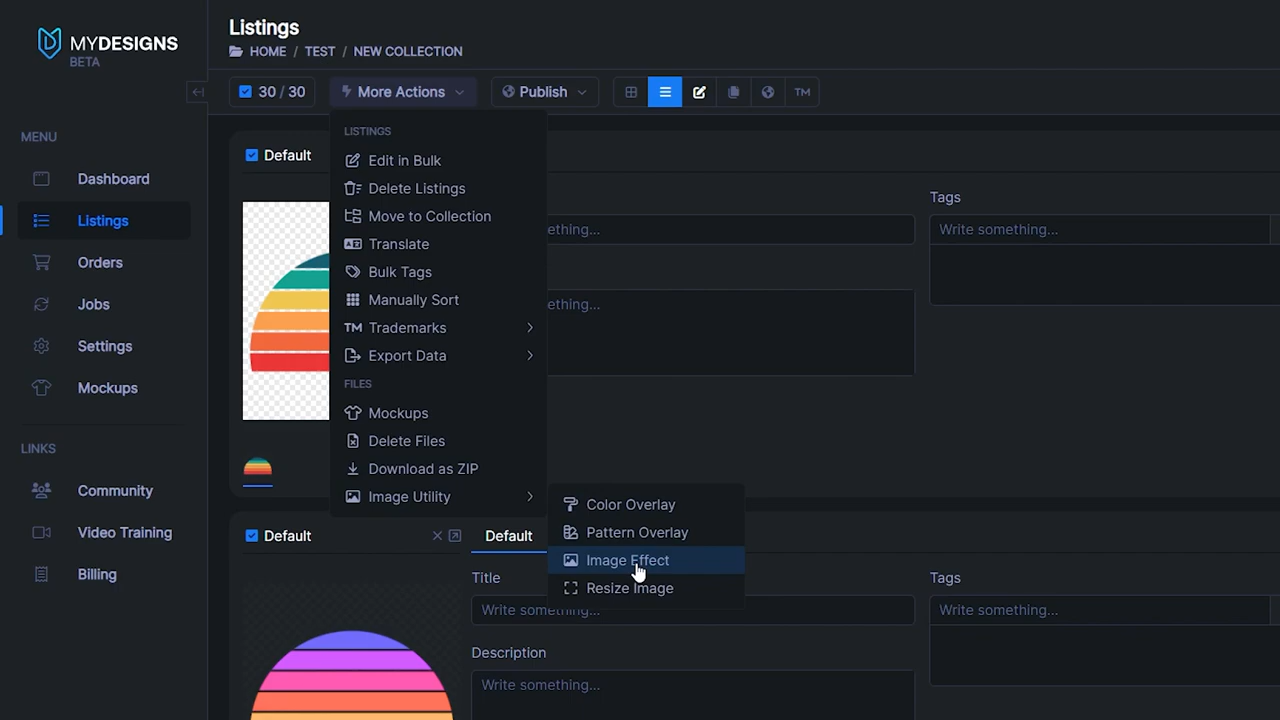 MYDESIGNS
BETA
Listings
HOME / TEST / NEW COLLECTION
30 / 30
More Actions
Publish
TM
MENU
Dashboard
Listings
Orders
Jobs
Settings
Mockups
LINKS
Community
Video Training
Billing
Default
LISTINGS
Edit in Bulk
Delete Listings
Move to Collection
Translate
Bulk Tags
Manually Sort
TM Trademarks
Export Data
FILES
Mockups
Delete Files
Download as ZIP
Image Utility
Color Overlay
Pattern Overlay
Image Effect
Resize Image
ething...
ething...
Tags
Write something...
Default
Default
Title
Write something...
Description
Write something...
Tags
Write something...